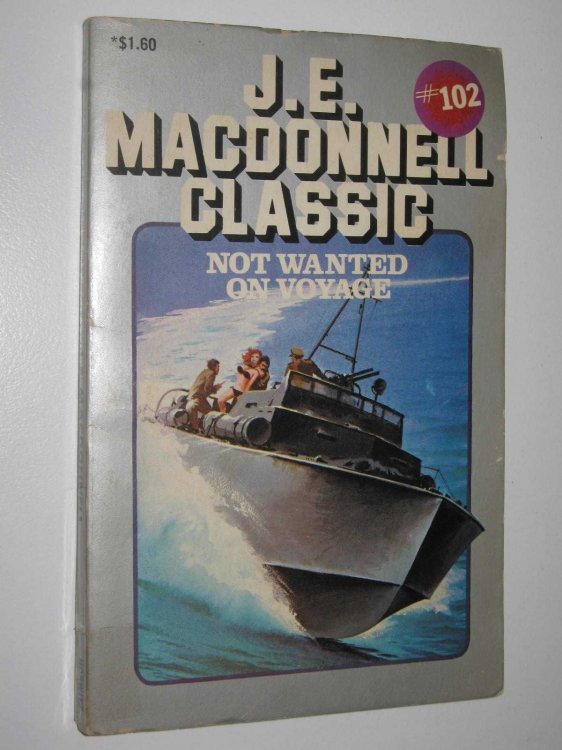 *$1.60
J.E.
#102
MACDONNELL
CLASSIC
NOT WANTED
ON VOYAGE